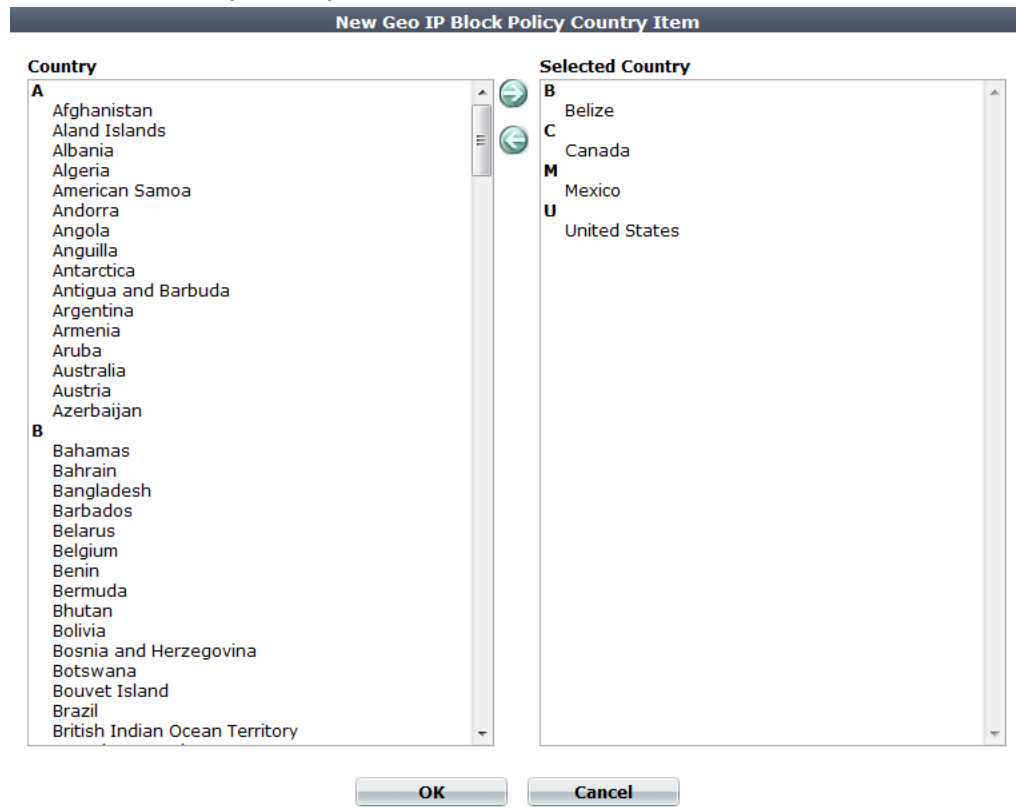 New Geo IP Block Policy Country Item
Country
A
Afghanistan
Aland Islands
Albania
Algeria
American Samoa
Andorra
Angola
Anguilla
Antarctica
Antigua and Barbuda
Argentina
Armenia
Aruba
Australia
Austria
Azerbaijan
B
Bahamas
Bahrain
Bangladesh
Barbados
Belarus
Belgium
Benin
Bermuda
Bhutan
Bolivia
Bosnia and Herzegovina
Botswana
Bouvet Island
Brazil
British Indian Ocean Territory
Selected Country
B
Belize
C
Canada
M
Mexico
U
United States
OK
Cancel